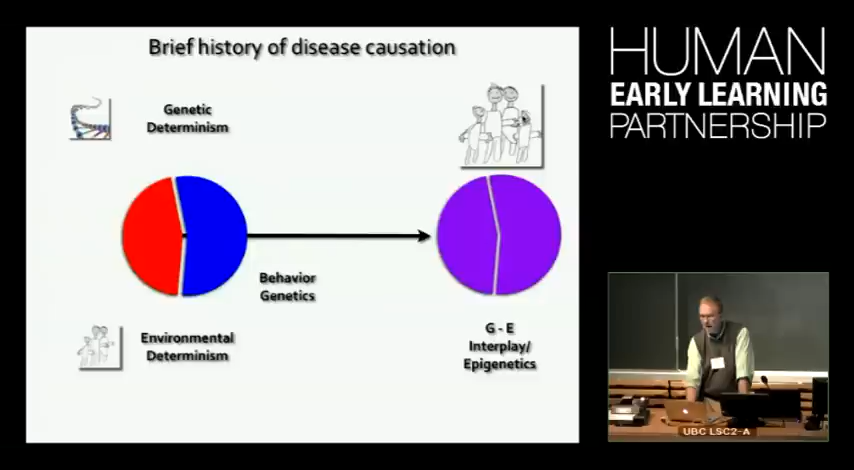 Brief history of disease causation
Genetic
Determinism
Behavior
Genetics
Environmental
Determinism
G - E
Interplay/
Epigenetics
HUMAN
EARLY LEARNING
PARTNERSHIP
UBC LSC2-A